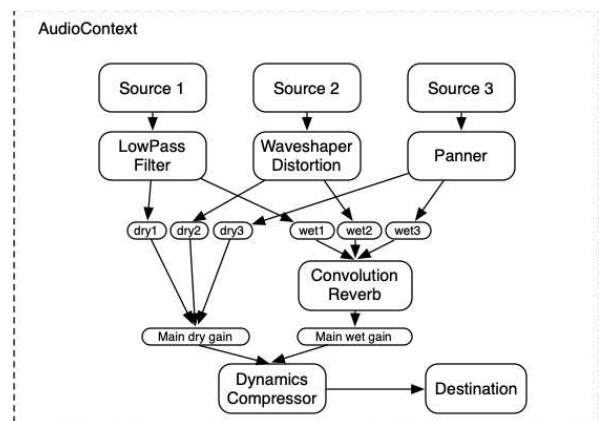 AudioContext
Source 1
Source 2
Source 3
LowPass
Filter
Waveshaper
Distortion
Panner
dry1
dry2
dry3
wet1
wet2
wet3
Convolution
Reverb
Main dry gain
Main wet gain
Dynamics
Compressor
Destination